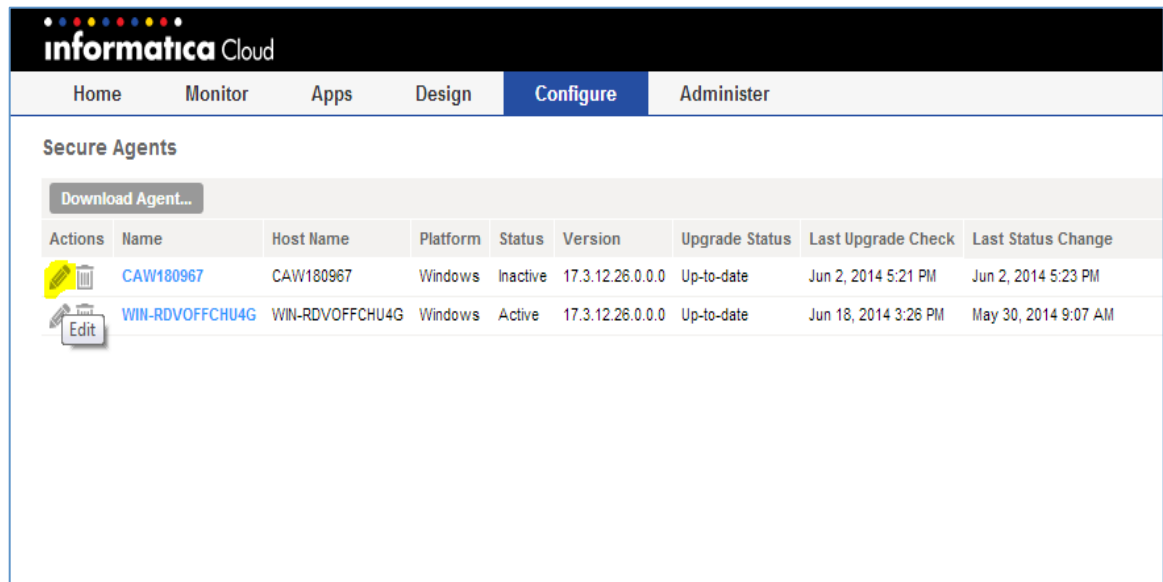 Informatica Cloud
Home Monitor Apps Design Configure Administer
Secure Agents
Download Agent...
Actions Name Host Name Platform Status Version Upgrade Status Last Upgrade Check Last Status Change
CAW180967 CAW180967 Windows Inactive 17.3.12.26.0.0.0 Up-to-date Jun 2, 2014 5:21 PM Jun 2, 2014 5:23 PM
WIN-RDVOFFCHU4G WIN-RDVOFFCHU4G Windows Active 17.3.12.26.0.0.0 Up-to-date Jun 18, 2014 3:26 PM May 30, 2014 9:07 AM
Edit